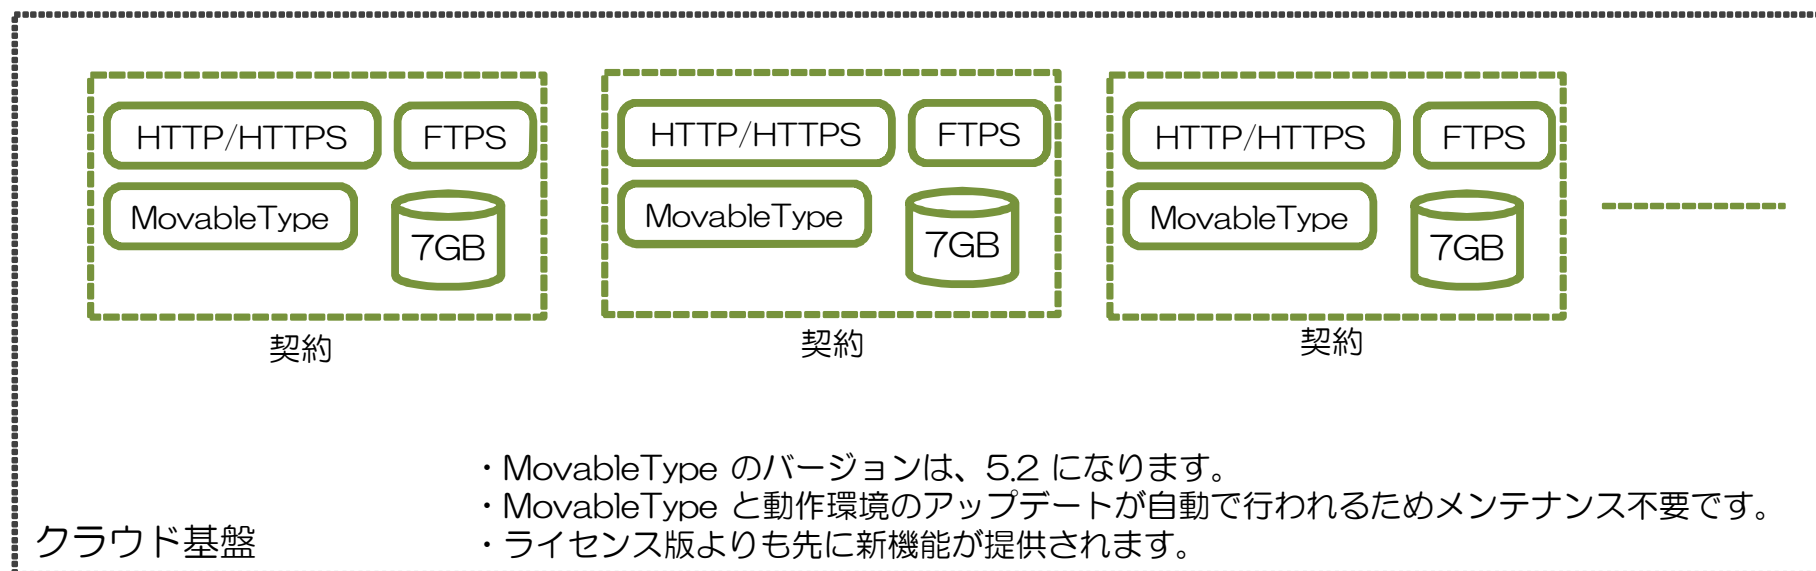 HTTP/HTTPS
FTPS
MovableType
7GB
契約
HTTP/HTTPS
FTPS
MovableType
7GB
契約
HTTP/HTTPS
FTPS
MovableType
7GB
契約
・MovableType のバージョンは、5.2 になります。
・MovableType と動作環境のアップデートが自動で行われるためメンテナンス不要です。
・ライセンス版よりも先に新機能が提供されます。
クラウド基盤